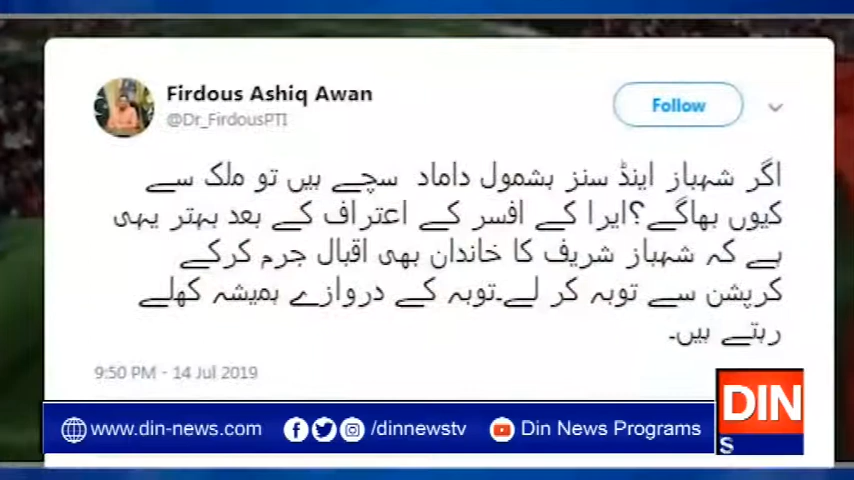 Firdous Ashiq Awan
@Dr_FirdousPTI
Follow
اگر شہباز اینڈ سنز بشمول داماد سچے ہیں تو ملک سے
کیوں بھاگے؟ایرا کے افسر کے اعتراف کے بعد بہتر یہی
ہے کہ شہباز شریف کا خاندان بھی اقبال جرم کرکے
کرپشن سے توبہ کر لے۔توبہ کے دروازے ہمیشہ کھلے
رہتے ہیں۔
9:50 PM - 14 Jul 2019
www.din-news.com
/dinnewstv
Din News Programs
DIN
S